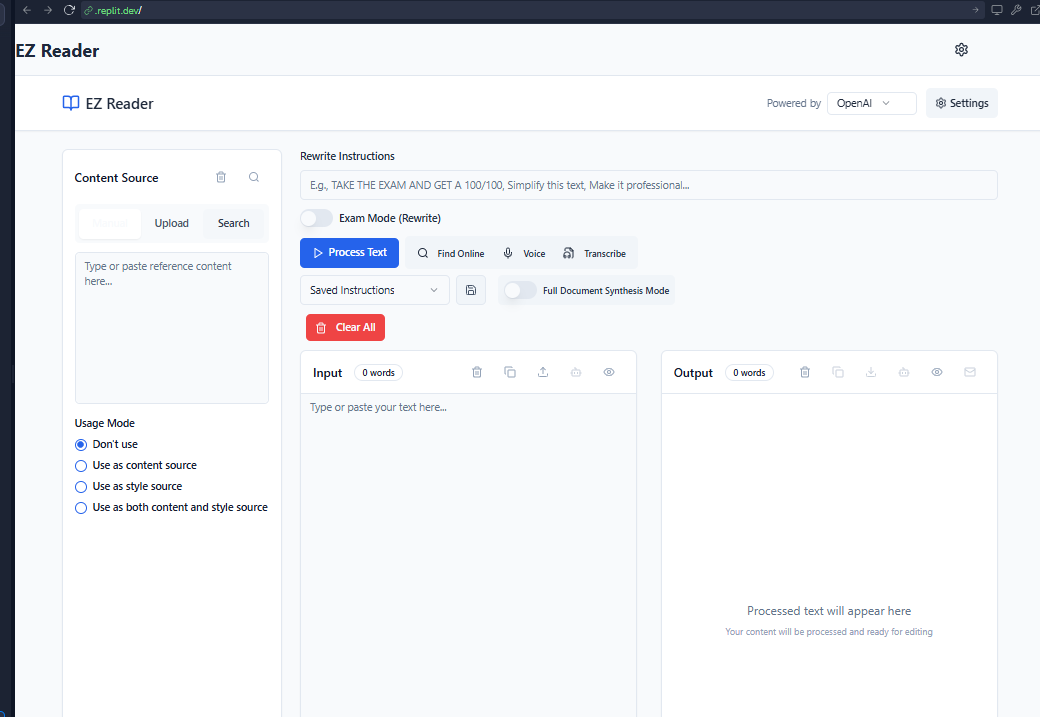 .replit.dev/
EZ Reader
EZ Reader
Powered by OpenAI Settings
Content Source
Upload Search
Type or paste reference content
here...
Usage Mode
Don't use
Use as content source
Use as style source
Use as both content and style source
Rewrite Instructions
E.g., TAKE THE EXAM AND GET A 100/100, Simplify this text, Make it professional...
Exam Mode (Rewrite)
Process Text Find Online Voice Transcribe
Saved Instructions Full Document Synthesis Mode
Clear All
Input 0 words
Type or paste your text here...
Output 0 words
Processed text will appear here
Your content will be processed and ready for editing